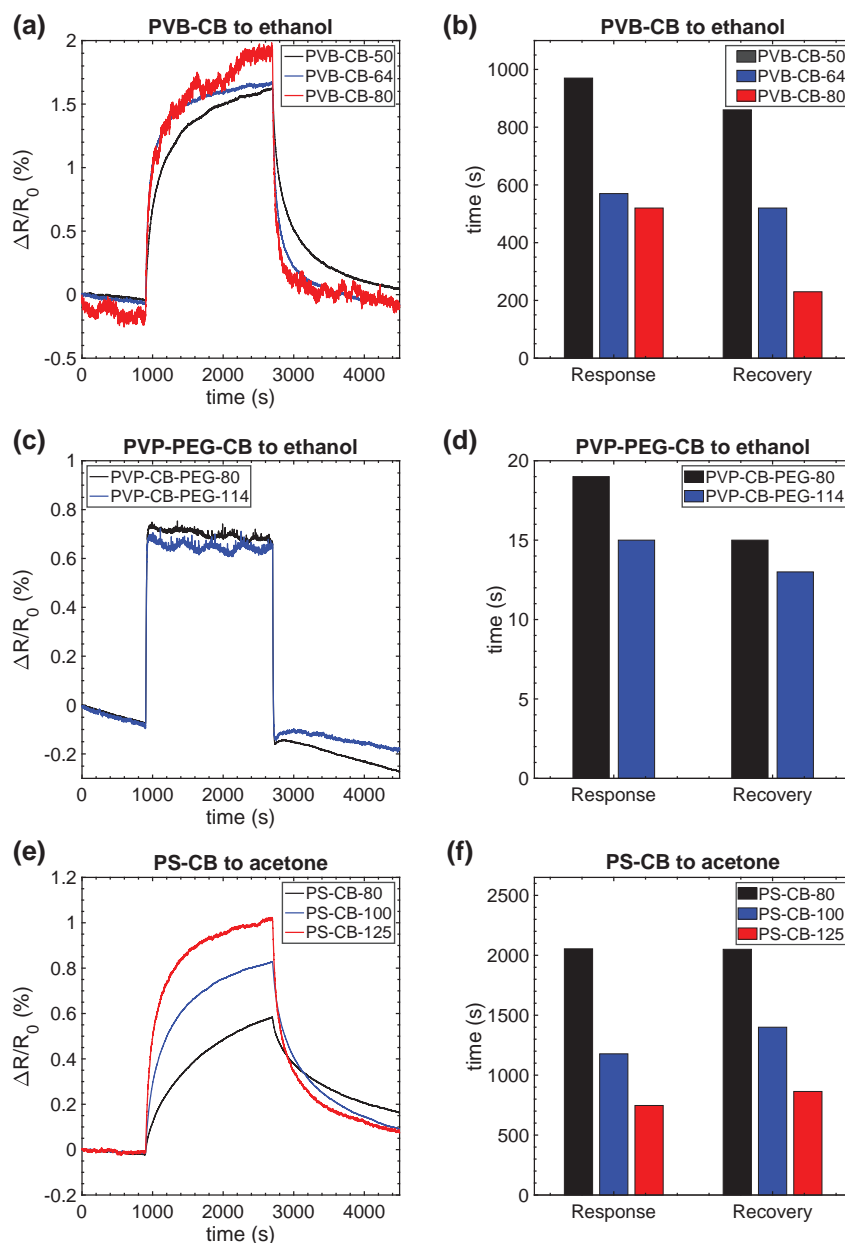 (a)
PVB-CB to ethanol
2
1.5
1
0.5
0
-0.5
ΔR/R0 (%)
PVB-CB-50
PVB-CB-64
PVB-CB-80
0 1000 2000 3000 4000
time (s)
(b)
PVB-CB to ethanol
1000
800
600
400
200
0
time (s)
PVB-CB-50
PVB-CB-64
PVB-CB-80
Response Recovery
(c)
PVP-PEG-CB to ethanol
1
0.8
0.6
0.4
0.2
0
-0.2
ΔR/R0 (%)
PVP-CB-PEG-80
PVP-CB-PEG-114
0 1000 2000 3000 4000
time (s)
(d)
PVP-PEG-CB to ethanol
20
15
10
5
0
time (s)
PVP-CB-PEG-80
PVP-CB-PEG-114
Response Recovery
(e)
PS-CB to acetone
1.2
1
0.8
0.6
0.4
0.2
0
-0.2
ΔR/R0 (%)
PS-CB-80
PS-CB-100
PS-CB-125
0 1000 2000 3000 4000
time (s)
(f)
PS-CB to acetone
2500
2000
1500
1000
500
0
time (s)
PS-CB-80
PS-CB-100
PS-CB-125
Response Recovery